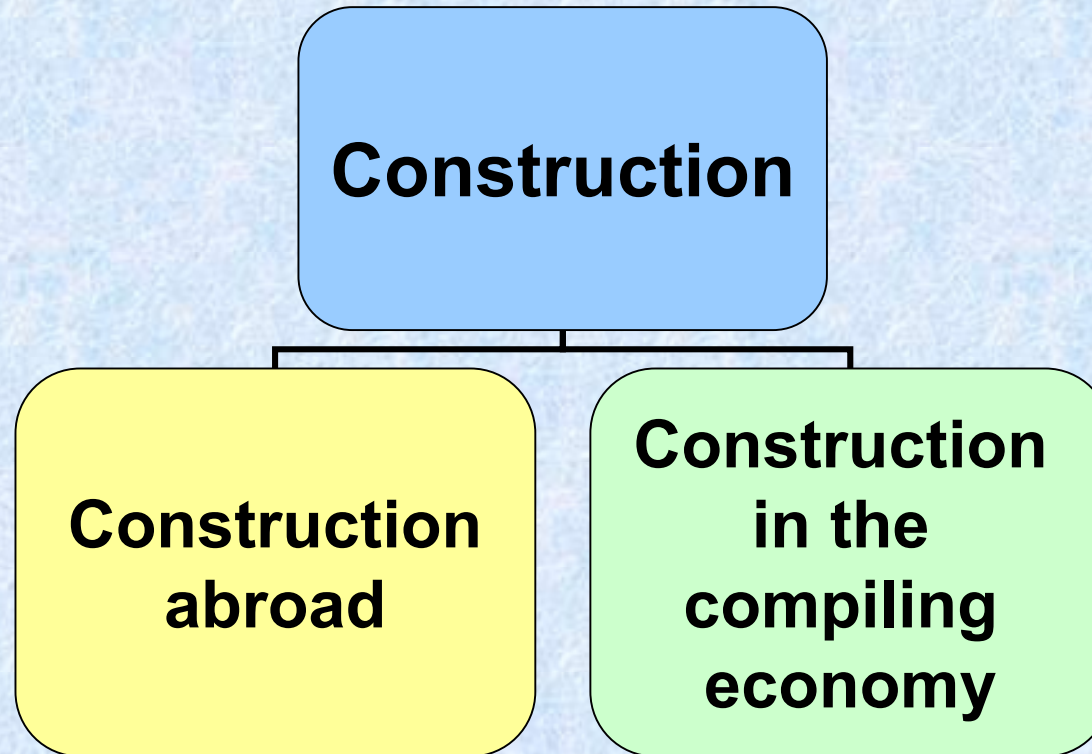 Construction
Construction
abroad
Construction
in the
compiling
economy